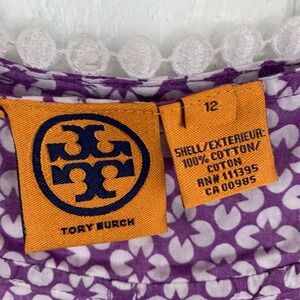 TORY BURCH
12
SHELL/EXTERIEUR:
100% COTTON/
COTON
RN# 111395
CA 00985